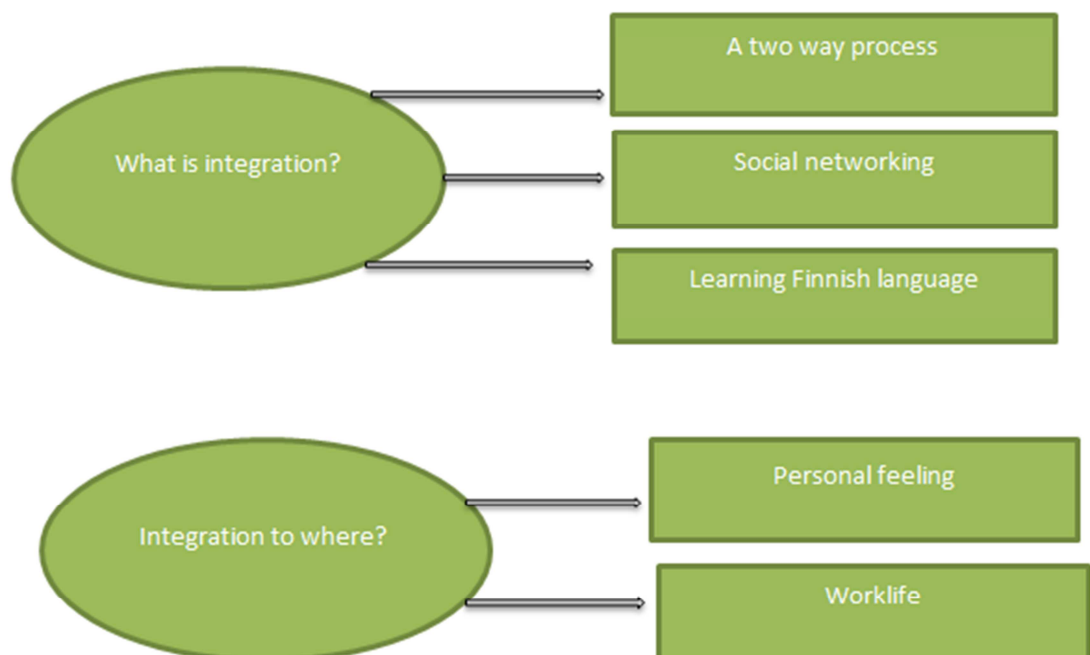 What is integration?
A two way process
Social networking
Learning Finnish language
Integration to where?
Personal feeling
Worklife